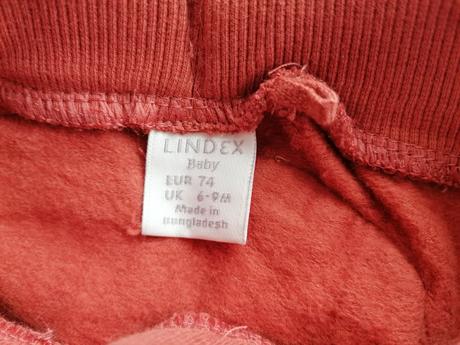 LINDEX
Baby
EUR 74
UK 6-9M
Made in
Bangladesh